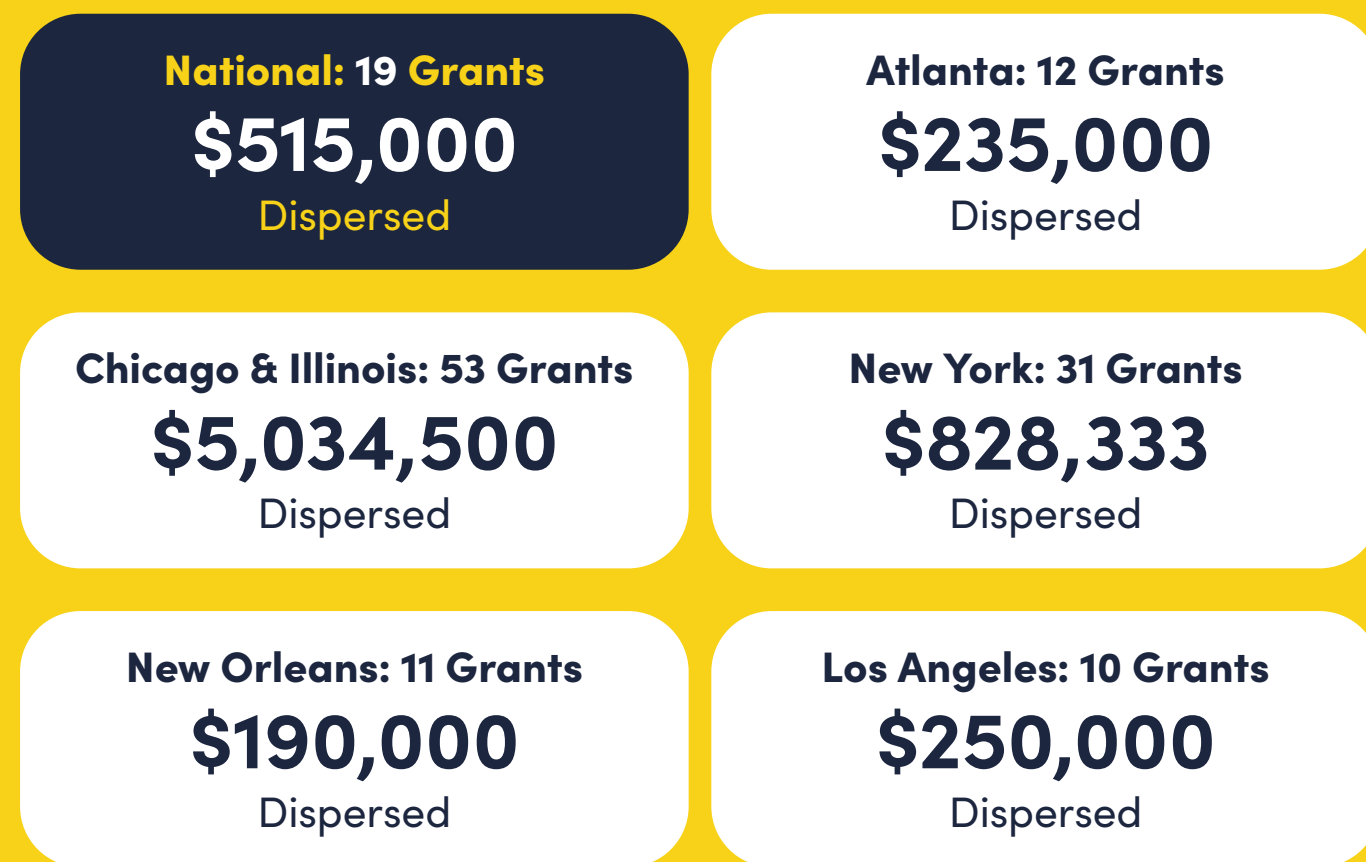 National: 19 Grants
$515,000
Dispersed
Atlanta: 12 Grants
$235,000
Dispersed
Chicago & Illinois: 53 Grants
$5,034,500
Dispersed
New York: 31 Grants
$828,333
Dispersed
New Orleans: 11 Grants
$190,000
Dispersed
Los Angeles: 10 Grants
$250,000
Dispersed